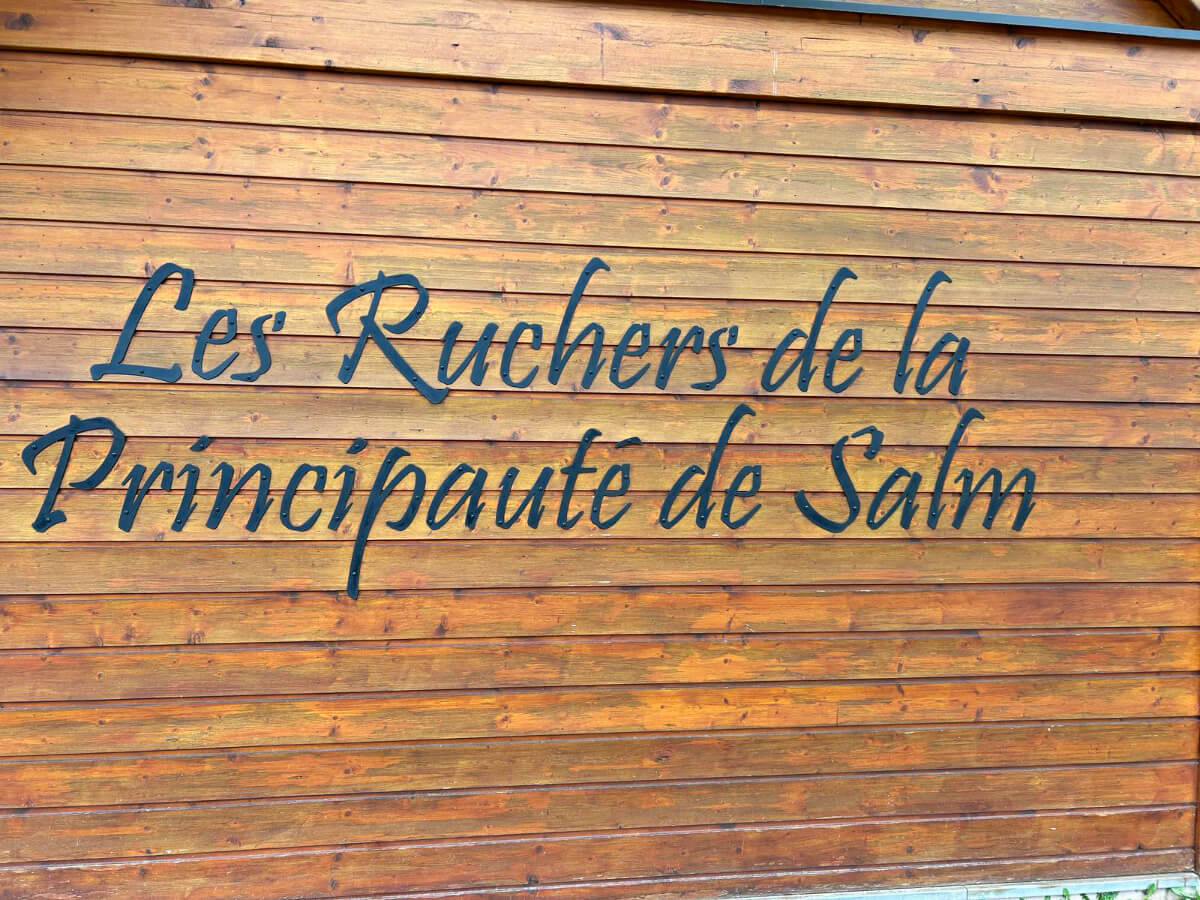 Les Ruchers de la
Principauté de Salm